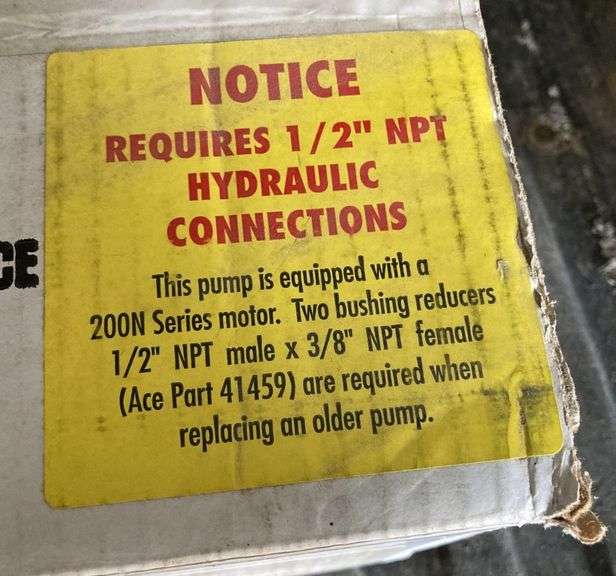 NOTICE
REQUIRES 1/2" NPT
HYDRAULIC
CONNECTIONS
This pump is equipped with a
200N Series motor. Two bushing reducers
1/2" NPT male x 3/8" NPT female
(Ace Part 41459) are required when
replacing an older pump.
CE